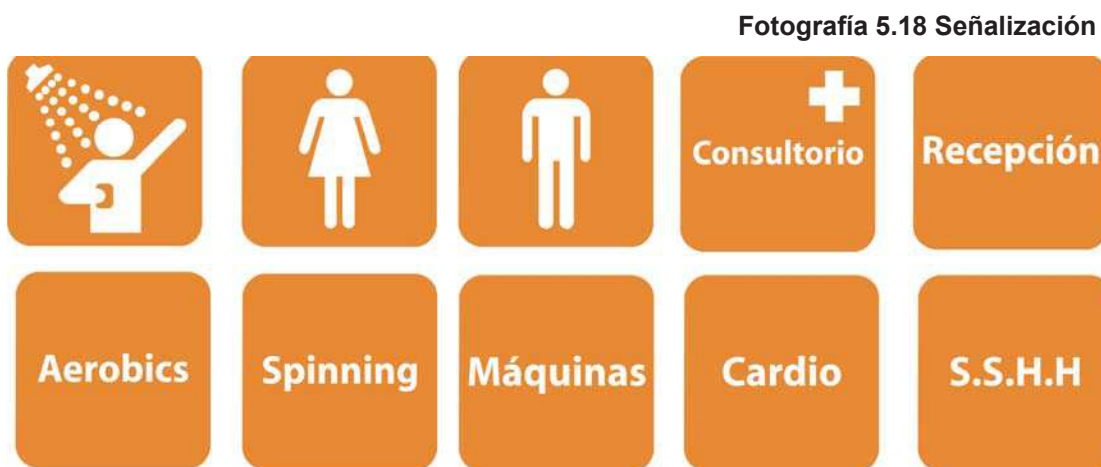 Fotografía 5.18 Señalización
Consultorio
Recepción
Aerobics
Spinning
Máquinas
Cardio
S.S.H.H